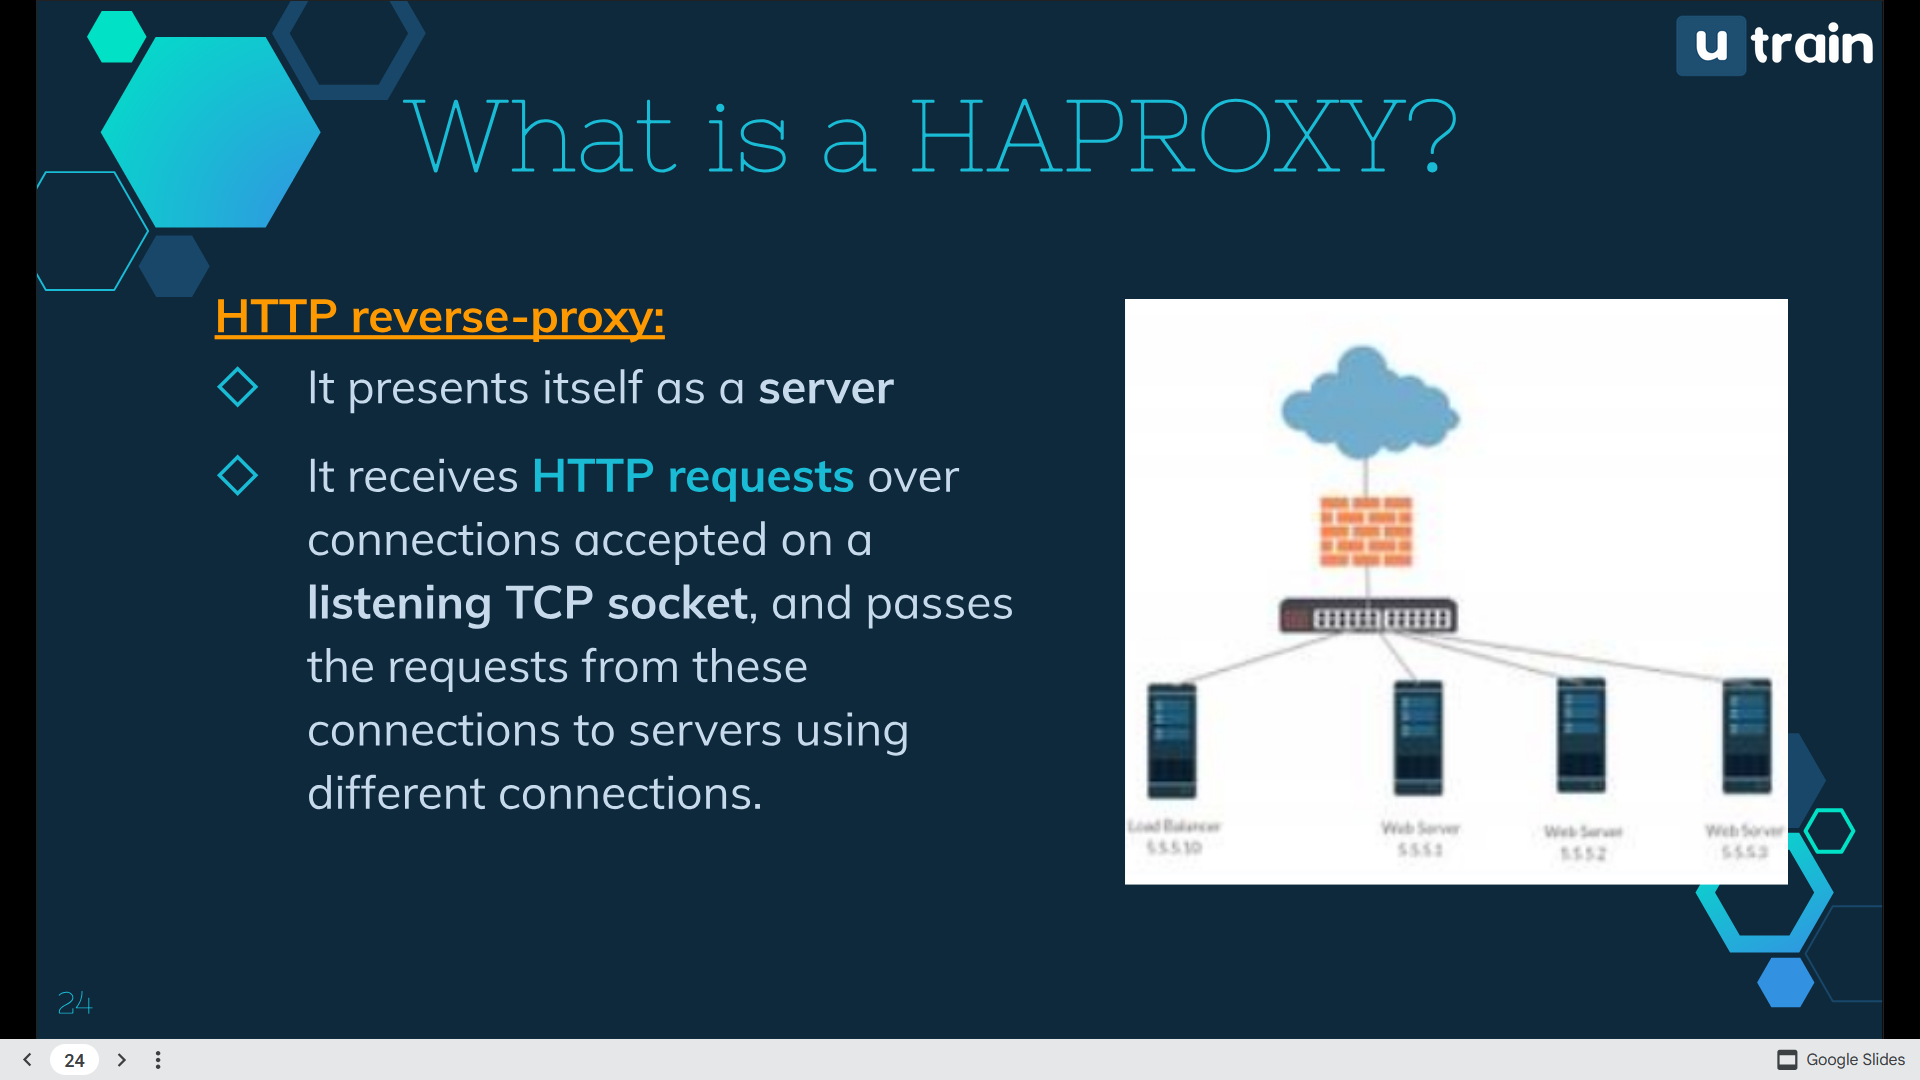 u train
What is a HAPROXY?
HTTP reverse-proxy:
It presents itself as a server
It receives HTTP requests over
connections accepted on a
listening TCP socket, and passes
the requests from these
connections to servers using
different connections.
Load Balancer
5.5.5.10
Web Server
5.5.5.1
Web Server
5.5.5.2
Web Server
5.5.5.3
24
24
Google Slides